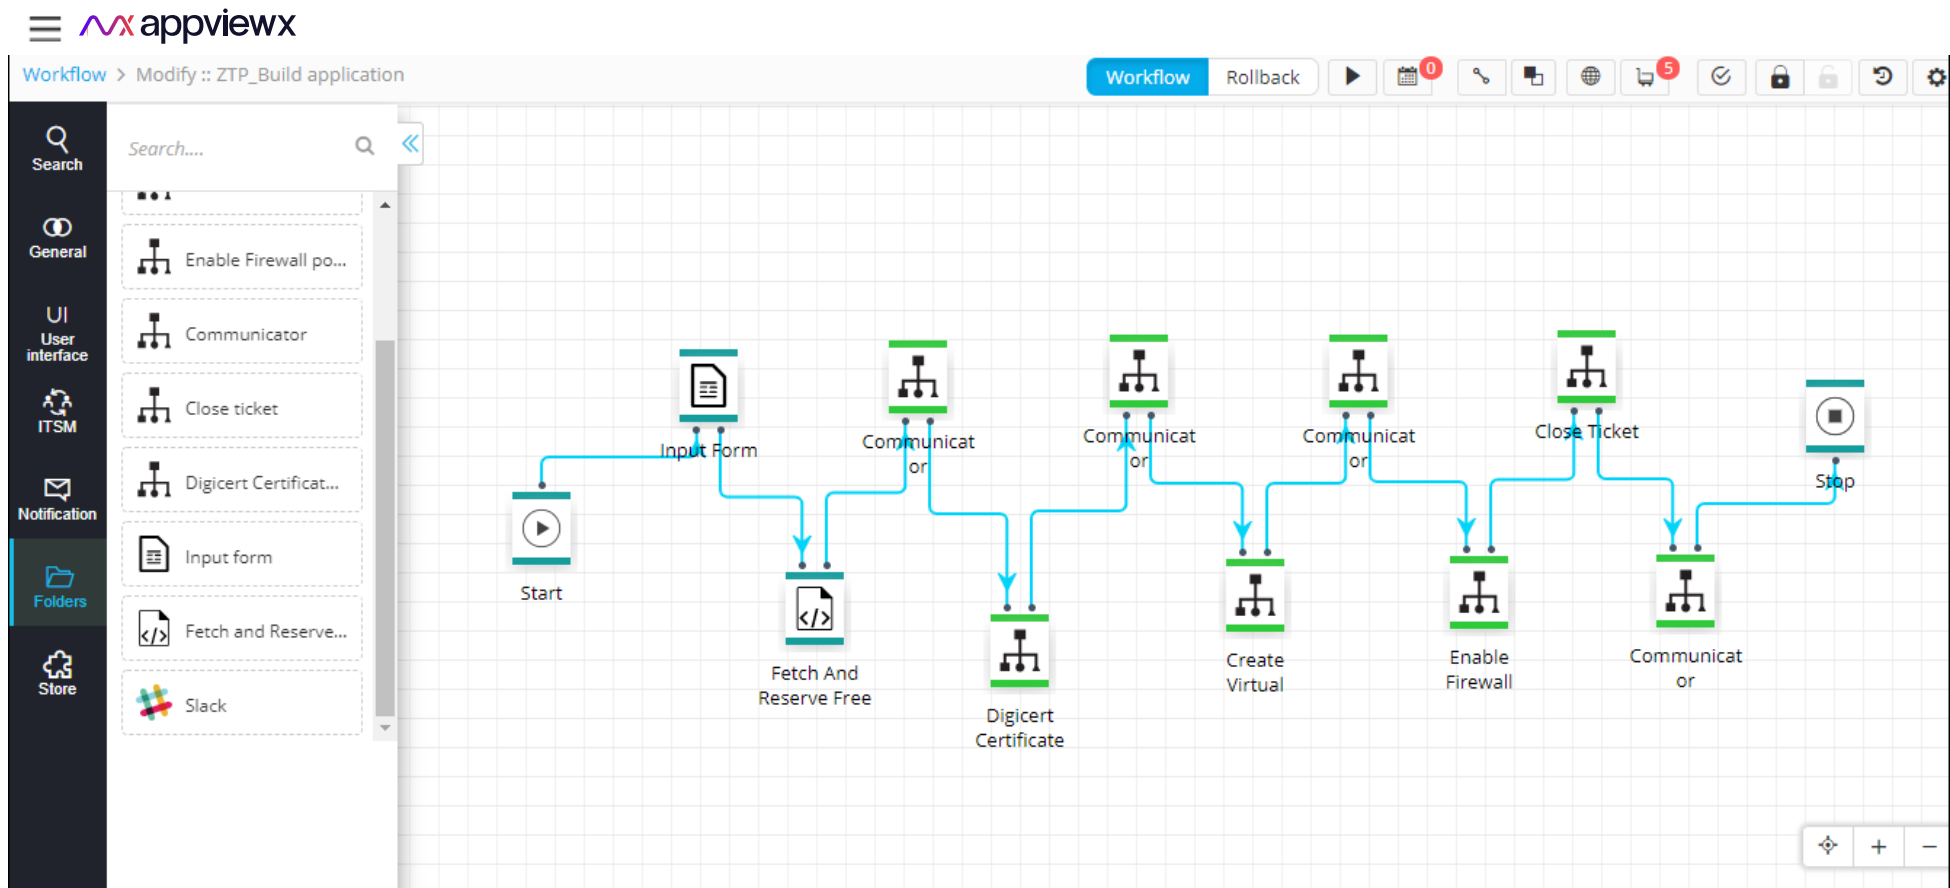 appviewx
Workflow > Modify :: ZTP_Build application
Workflow
Rollback
0
5
Search
General
UI
User
interface
ITSM
Notification
Folders
Store
Search....
Enable Firewall po...
Communicator
Close ticket
Digicert Certificat...
Input form
Fetch and Reserve...
Slack
Start
Input Form
Fetch And
Reserve Free
Communicat
or
Digicert
Certificate
Communicat
or
Create
Virtual
Communicat
or
Enable
Firewall
Close Ticket
Communicat
or
Stop